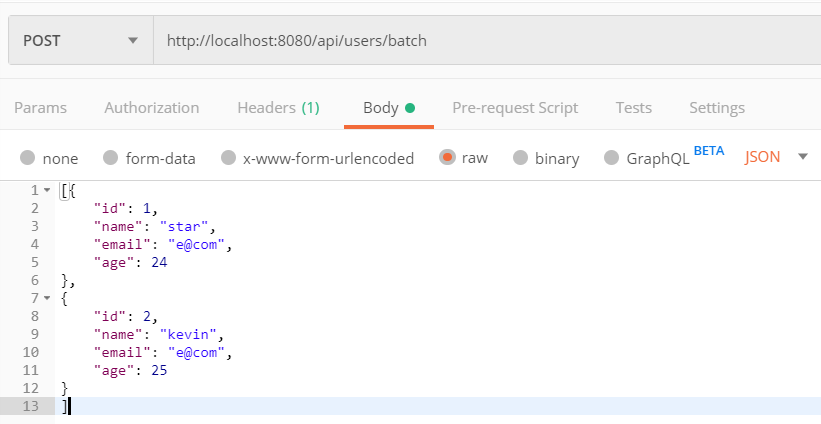 POST http://localhost:8080/api/users/batch
Params Authorization Headers (1) Body Pre-request Script Tests Settings
none form-data x-www-form-urlencoded raw binary GraphQL BETA JSON
1 [{
2 "id": 1,
3 "name": "star",
4 "email": "e@com",
5 "age": 24
6 },
7 {
8 "id": 2,
9 "name": "kevin",
10 "email": "e@com",
11 "age": 25
12 }
13 ]